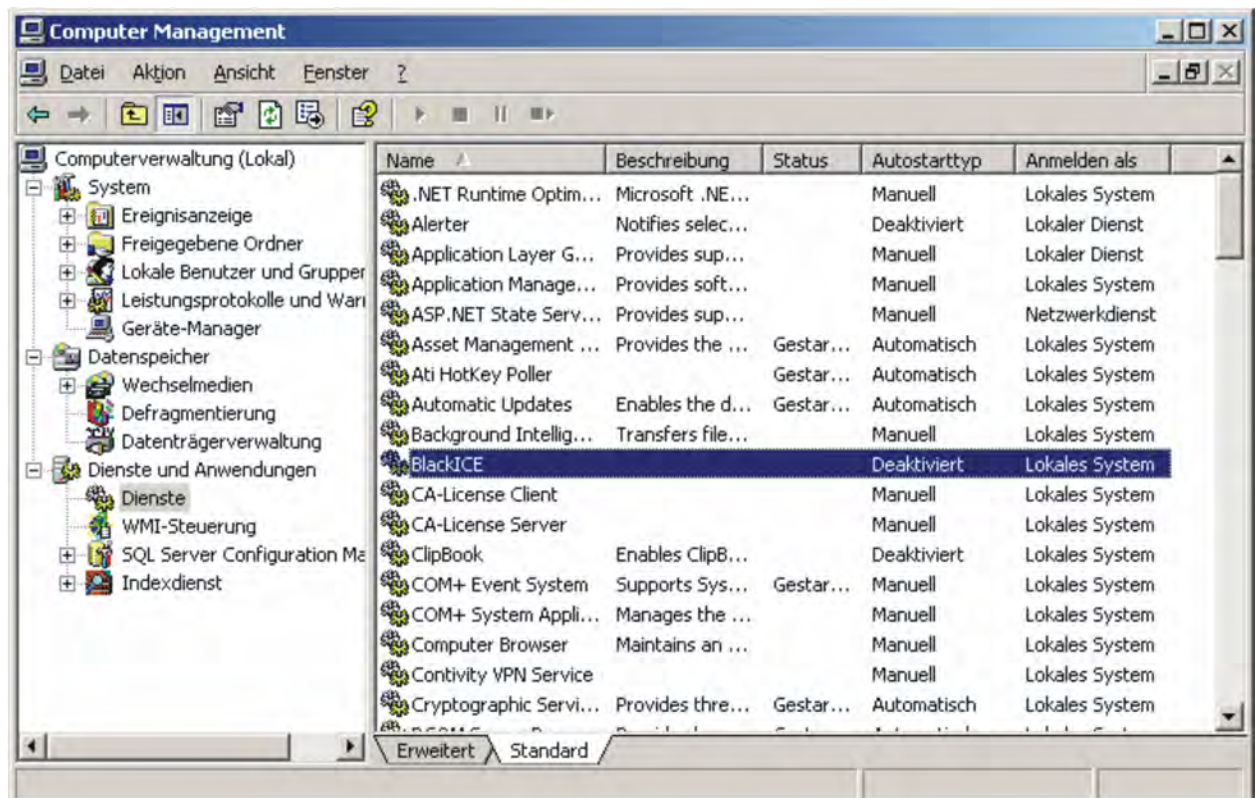 Computer Management
Datei Aktion Ansicht Fenster ?
Computerverwaltung (Lokal)
System
Ereignisanzeige
Freigegebene Ordner
Lokale Benutzer und Gruppen
Leistungsprotokolle und Warn
Geräte-Manager
Datenspeicher
Wechselmedien
Defragmentierung
Datenträgerverwaltung
Dienste und Anwendungen
Dienste
WMI-Steuerung
SQL Server Configuration Ma
Indexdienst
Name Beschreibung Status Autostarttyp Anmelden als
.NET Runtime Optim... Microsoft .NE... Manuell Lokales System
Alerter Notifies selec... Deaktiviert Lokaler Dienst
Application Layer G... Provides sup... Manuell Lokaler Dienst
Application Manage... Provides soft... Manuell Lokales System
ASP.NET State Serv... Provides sup... Manuell Netzwerkdienst
Asset Management ... Provides the ... Gestar... Automatisch Lokales System
Ati HotKey Poller Gestar... Automatisch Lokales System
Automatic Updates Enables the d... Gestar... Automatisch Lokales System
Background Intellig... Transfers file... Manuell Lokales System
BlackICE Deaktiviert Lokales System
CA-License Client Manuell Lokales System
CA-License Server Manuell Lokales System
ClipBook Enables ClipB... Deaktiviert Lokales System
COM+ Event System Supports Sys... Gestar... Manuell Lokales System
COM+ System Appli... Manages the ... Manuell Lokales System
Computer Browser Maintains an ... Manuell Lokales System
Contivity VPN Service Manuell Lokales System
Cryptographic Servi... Provides thre... Gestar... Automatisch Lokales System
Erweitert Standard